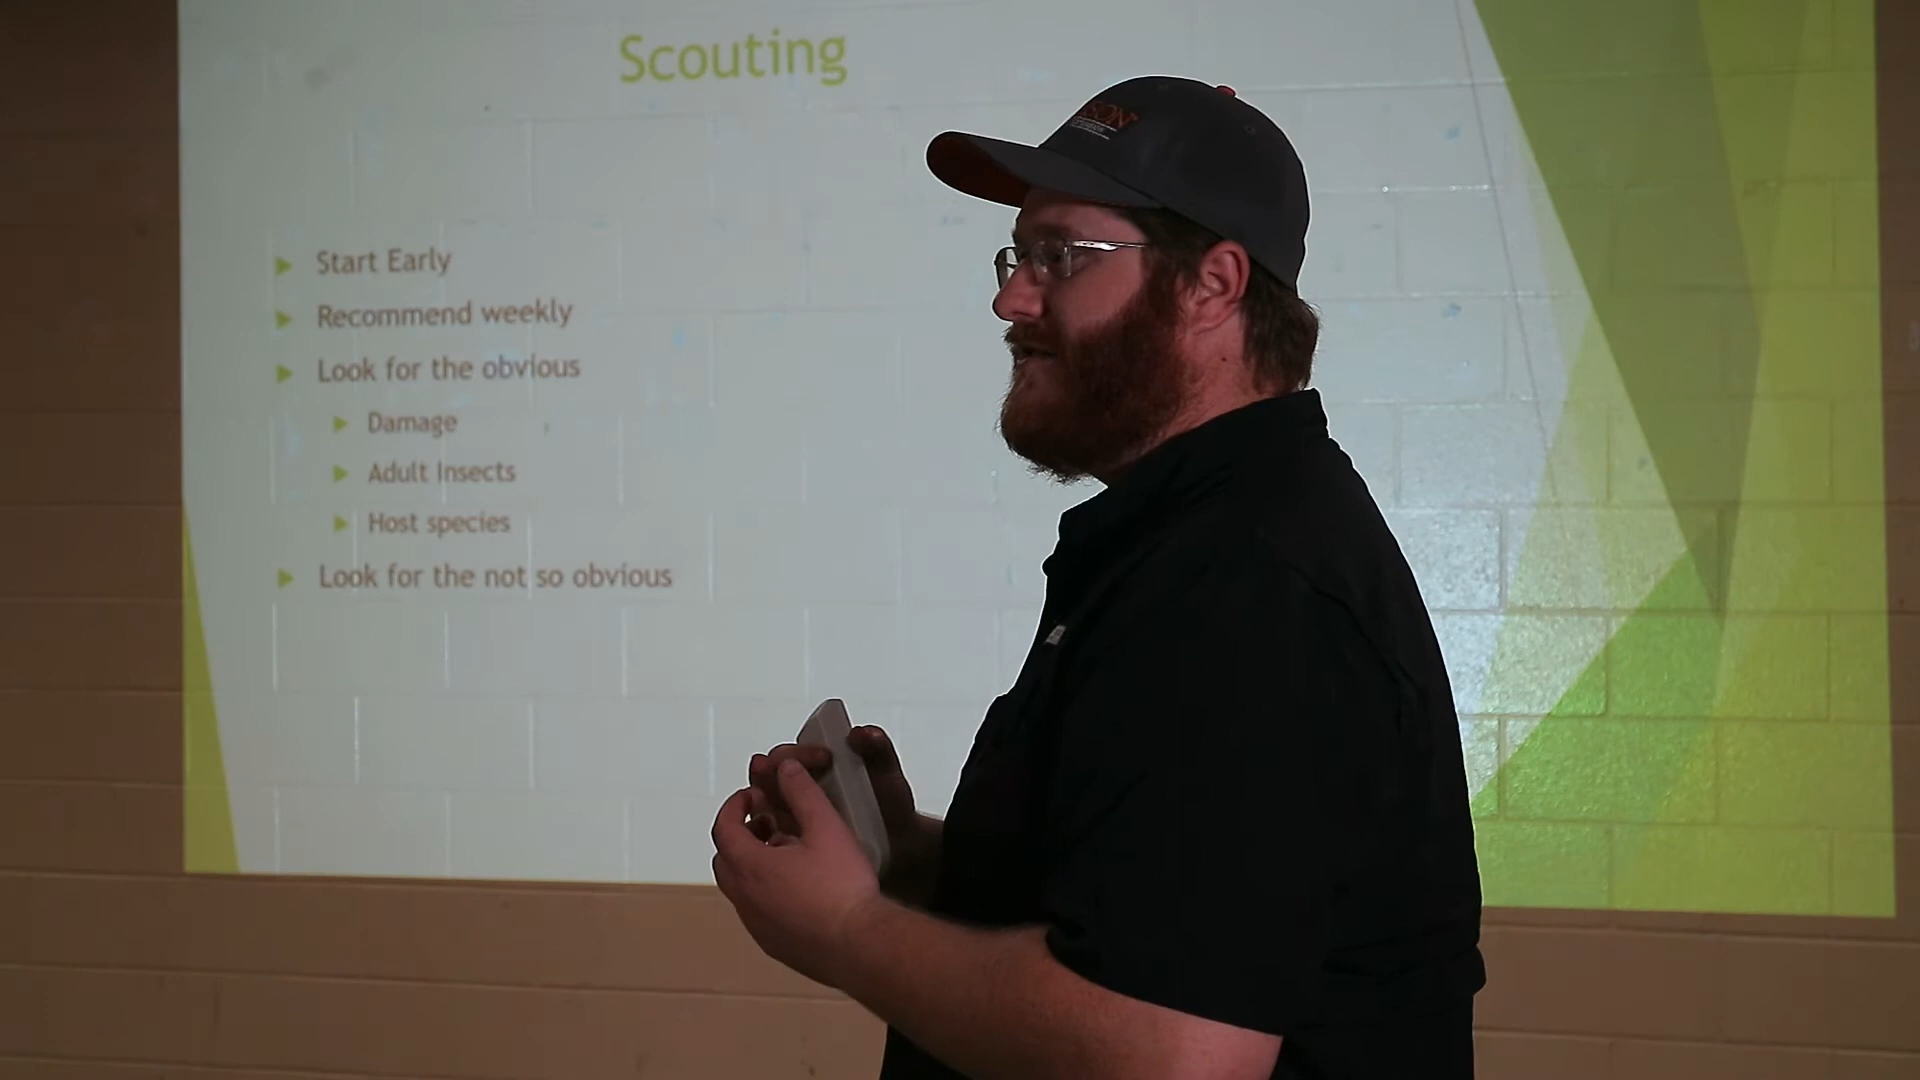 Scouting
SON
Start Early
Recommend weekly
Look for the obvious
Damage
Adult Insects
Host species
Look for the not so obvious